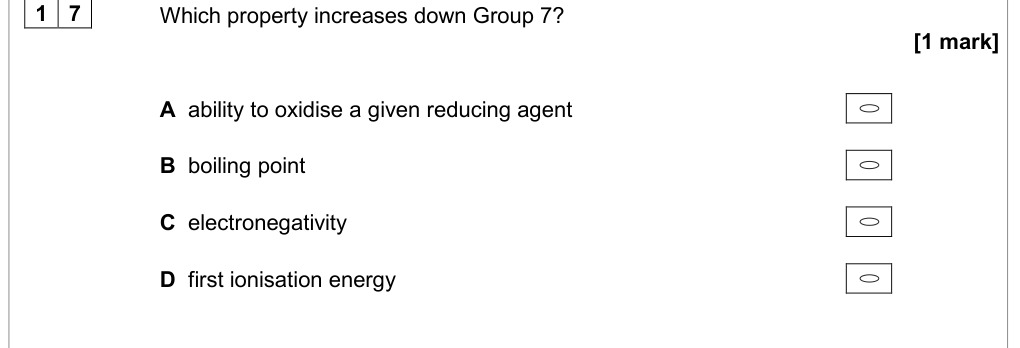 1 7 Which property increases down Group 7?
[1 mark]
A ability to oxidise a given reducing agent
B boiling point
C electronegativity
D first ionisation energy